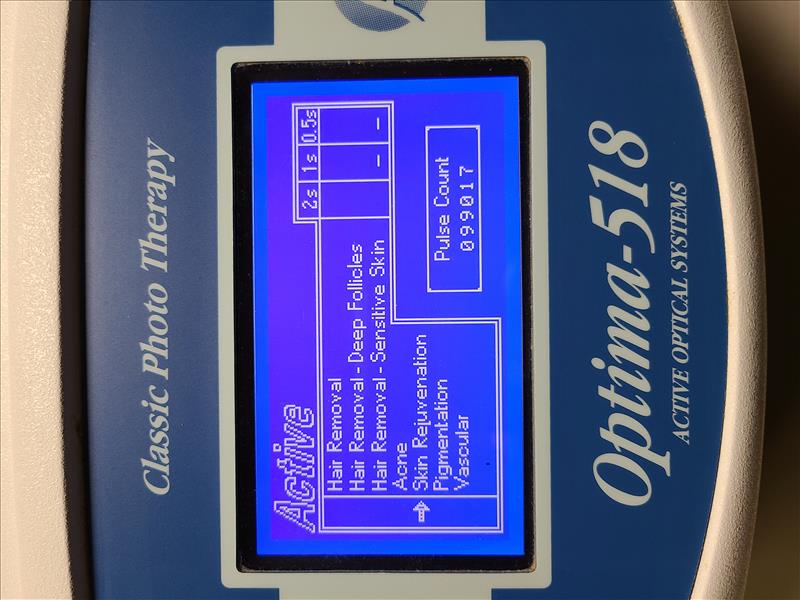 Classic Photo Therapy
Active
2s 1s 0.5s
Hair Removal
Hair Removal - Deep Follicles – –
Hair Removal - Sensitive Skin – –
Acne
Skin Rejuvenation
Pigmentation
Vascular
Pulse Count
099017
Optima-518
ACTIVE OPTICAL SYSTEMS